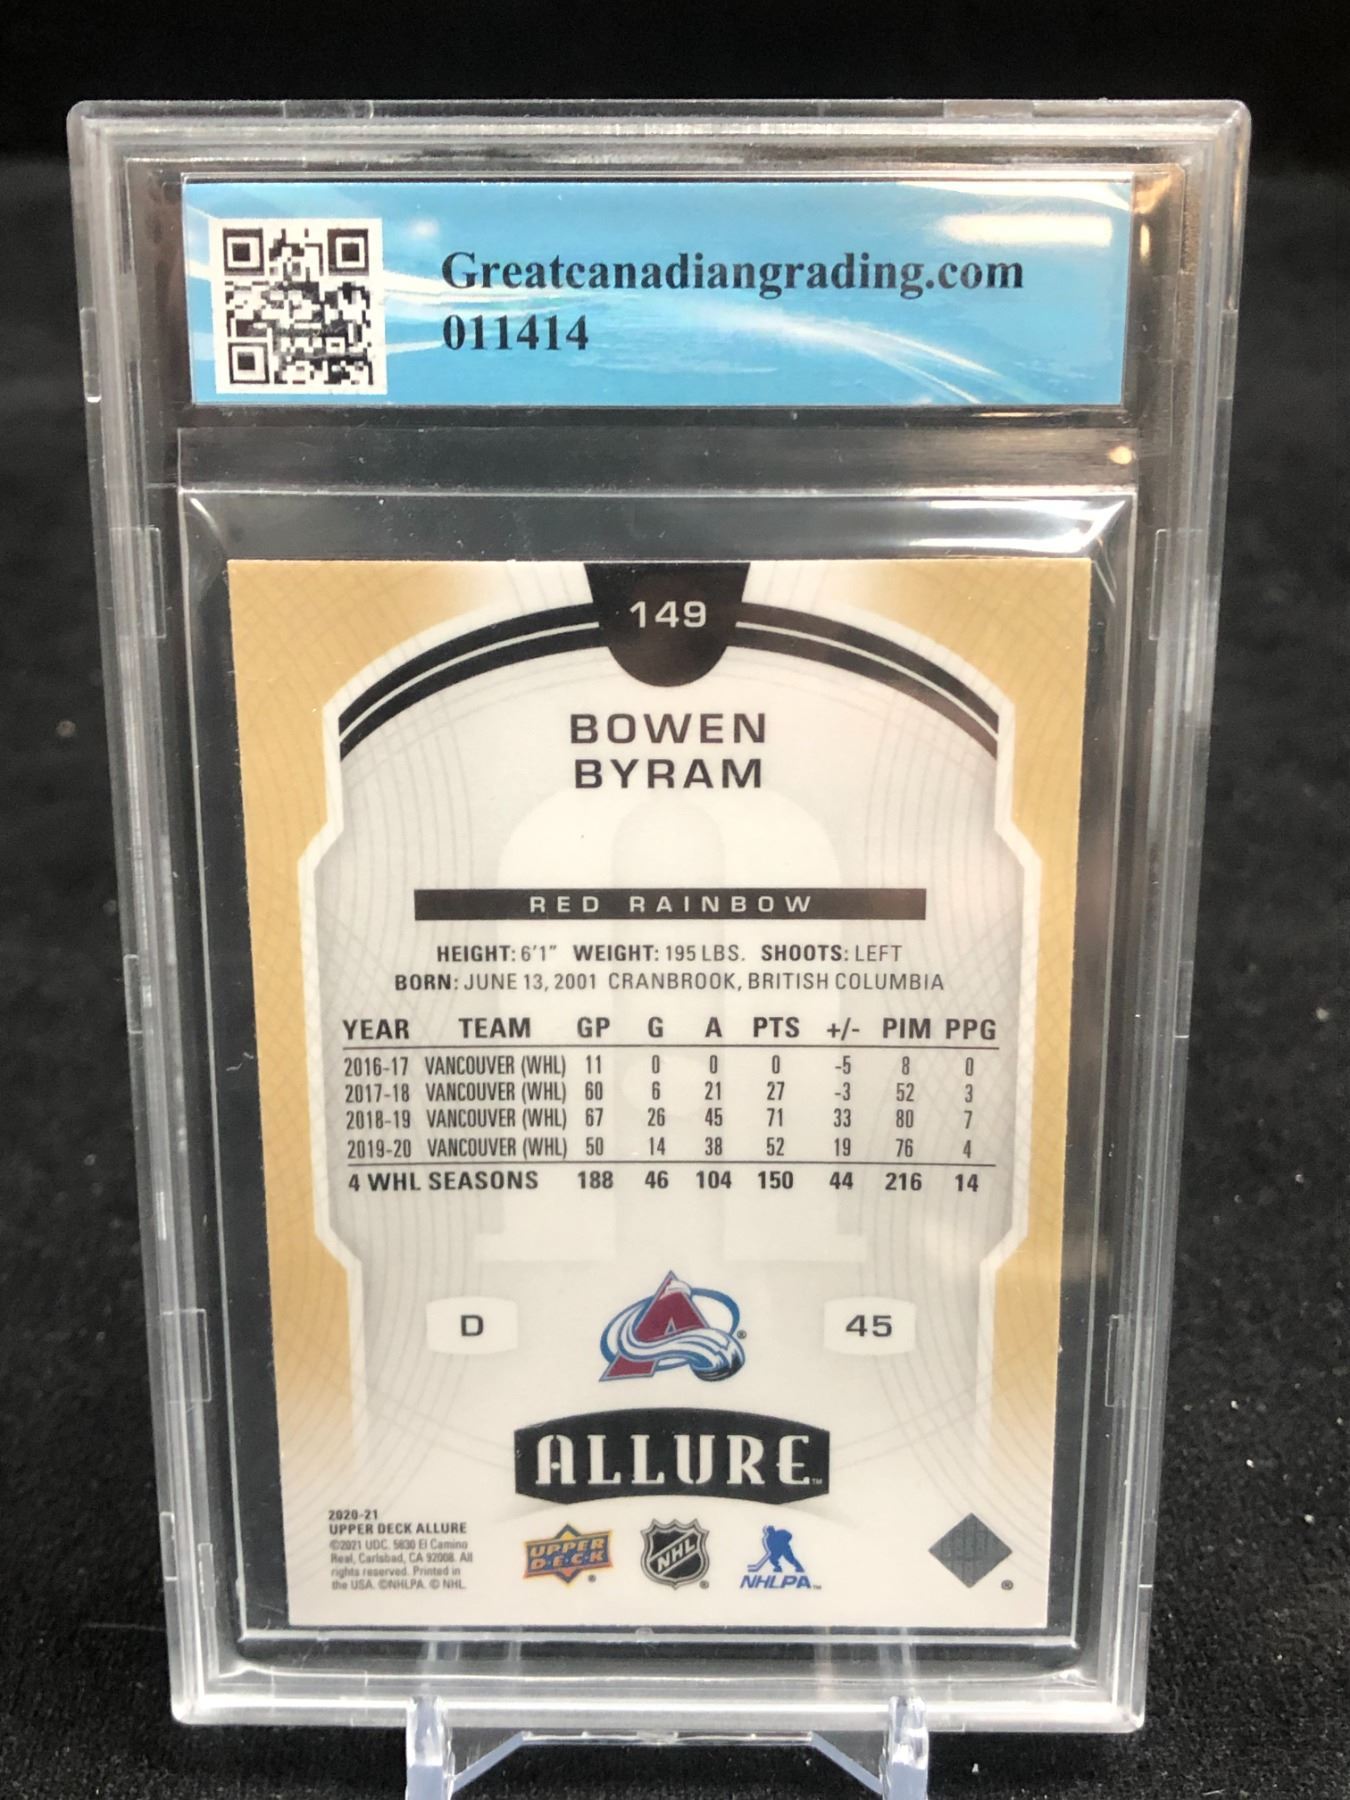 Greatcanadiangrading.com
011414
149
BOWEN
BYRAM
RED RAINBOW
HEIGHT: 6'1" WEIGHT: 195 LBS. SHOOTS: LEFT
BORN: JUNE 13, 2001 CRANBROOK, BRITISH COLUMBIA
YEAR TEAM GP G A PTS +/- PIM PPG
2016-17 VANCOUVER (WHL) 11 0 0 0 -5 8 0
2017-18 VANCOUVER (WHL) 60 6 21 27 -3 52 3
2018-19 VANCOUVER (WHL) 67 26 45 71 33 80 7
2019-20 VANCOUVER (WHL) 50 14 38 52 19 76 4
4 WHL SEASONS 188 46 104 150 44 216 14
D
45
ALLURE™
2020-21
UPPER DECK ALLURE
©2021 UDC. 5830 El Camino
Real, Carlsbad, CA 92008. All
rights reserved. Printed in
the USA. ©NHLPA. © NHL.
UPPER
DECK
®
NHL
®
NHLPA™
®